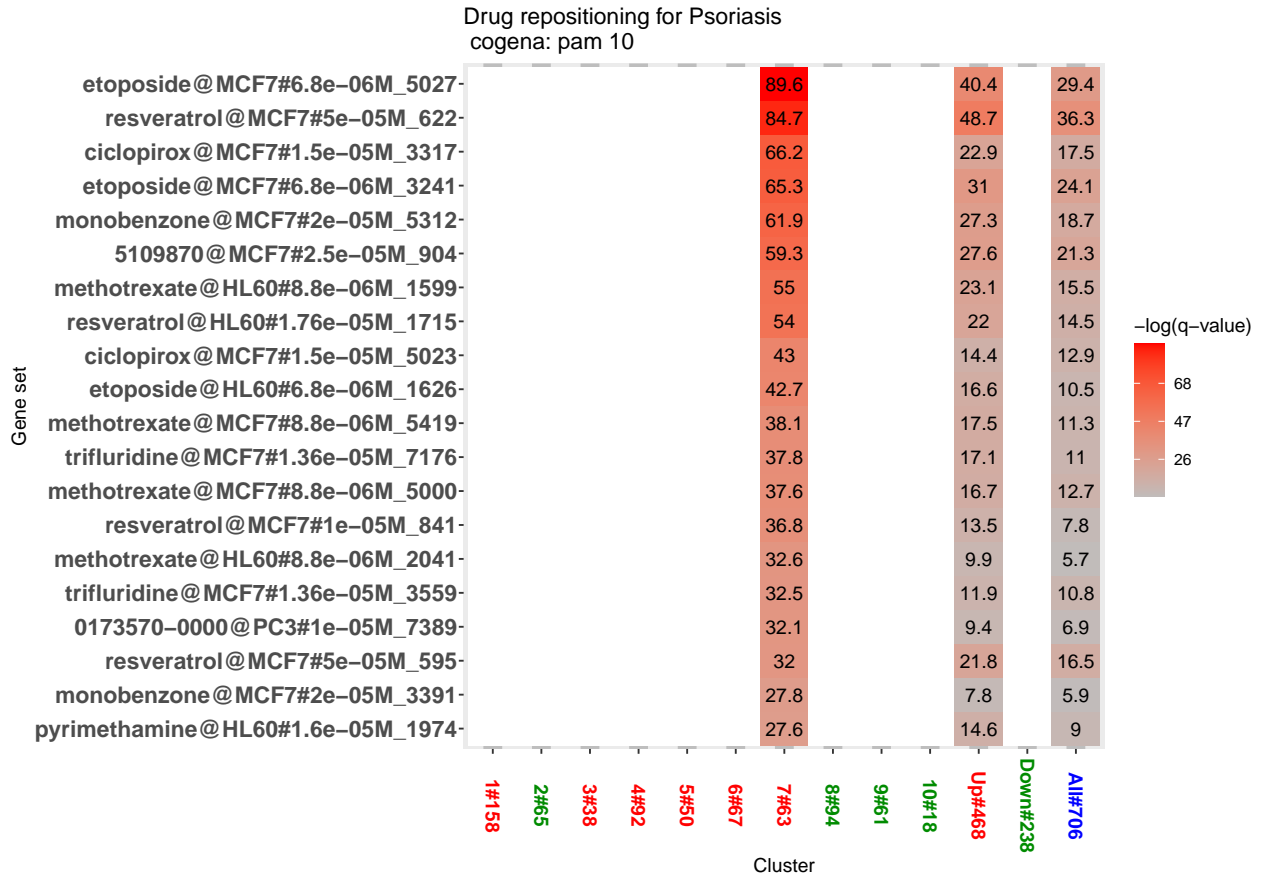 Drug repositioning for Psoriasis
cogena: pam 10
Gene set
etoposide@MCF7#6.8e−06M_5027 89.6 40.4 29.4
resveratrol@MCF7#5e−05M_622 84.7 48.7 36.3
ciclopirox@MCF7#1.5e−05M_3317 66.2 22.9 17.5
etoposide@MCF7#6.8e−06M_3241 65.3 31 24.1
monobenzone@MCF7#2e−05M_5312 61.9 27.3 18.7
5109870@MCF7#2.5e−05M_904 59.3 27.6 21.3
methotrexate@HL60#8.8e−06M_1599 55 23.1 15.5
resveratrol@HL60#1.76e−05M_1715 54 22 14.5
ciclopirox@MCF7#1.5e−05M_5023 43 14.4 12.9
etoposide@HL60#6.8e−06M_1626 42.7 16.6 10.5
methotrexate@MCF7#8.8e−06M_5419 38.1 17.5 11.3
trifluridine@MCF7#1.36e−05M_7176 37.8 17.1 11
methotrexate@MCF7#8.8e−06M_5000 37.6 16.7 12.7
resveratrol@MCF7#1e−05M_841 36.8 13.5 7.8
methotrexate@HL60#8.8e−06M_2041 32.6 9.9 5.7
trifluridine@MCF7#1.36e−05M_3559 32.5 11.9 10.8
0173570−0000@PC3#1e−05M_7389 32.1 9.4 6.9
resveratrol@MCF7#5e−05M_595 32 21.8 16.5
monobenzone@MCF7#2e−05M_3391 27.8 7.8 5.9
pyrimethamine@HL60#1.6e−05M_1974 27.6 14.6 9
1#158 2#65 3#38 4#92 5#50 6#67 7#63 8#94 9#61 10#18 Up#468 Down#238 All#706
Cluster
−log(q−value)
68
47
26